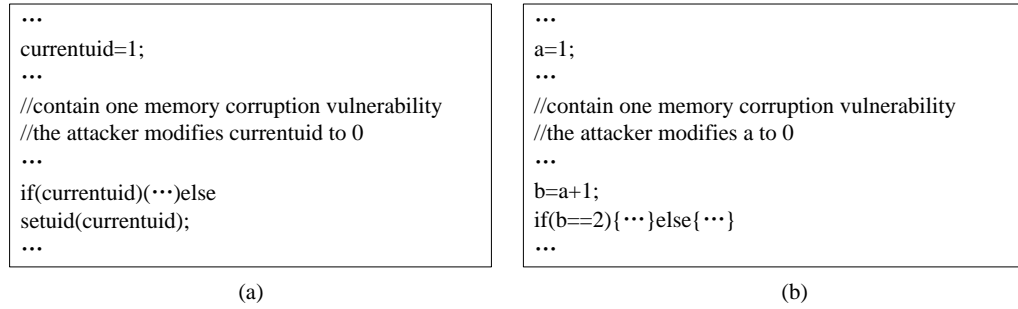 …
currentuid=1;
…
//contain one memory corruption vulnerability
//the attacker modifies currentuid to 0
…
if(currentuid)(…)else
setuid(currentuid);
…
(a)
…
a=1;
…
//contain one memory corruption vulnerability
//the attacker modifies a to 0
…
b=a+1;
if(b==2){…}else{…}
…
(b)